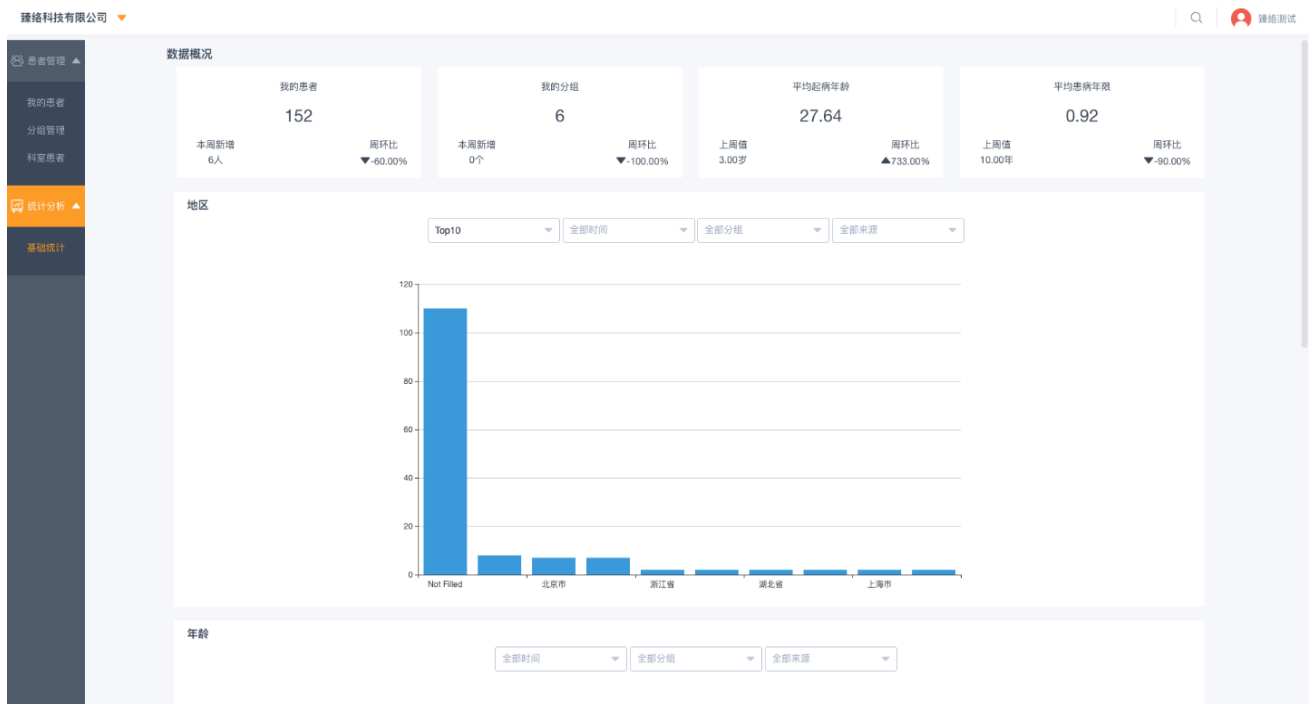 臻络科技有限公司
臻络测试
患者管理
我的患者
分组管理
科室患者
统计分析
基础统计
数据概况
我的患者
152
本周新增 周环比
6人 -60.00%
我的分组
6
本周新增 周环比
0个 -100.00%
平均起病年龄
27.64
上周值 周环比
3.00岁 733.00%
平均患病年限
0.92
上周值 周环比
10.00年 -90.00%
地区
Top10 全部时间 全部分组 全部来源
120
100
80
60
40
20
0
Not Filled 北京市 浙江省 湖北省 上海市
年龄
全部时间 全部分组 全部来源